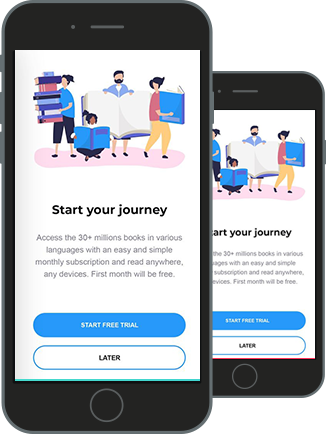 Start your journey
Access the 30+ millions books in various
languages with an easy and simple
monthly subscription and read anywhere,
any devices. First month will be free.
START FREE TRIAL
LATER
art your journey
the 30+ millions books in various
ges with an easy and simple
subscription and read anywhere,
vices. First month will be free.
START FREE TRIAL
LATER